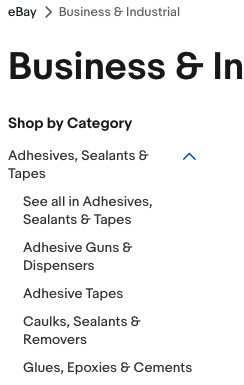 eBay > Business & Industrial
Business & In
Shop by Category
Adhesives, Sealants &
Tapes
See all in Adhesives,
Sealants & Tapes
Adhesive Guns &
Dispensers
Adhesive Tapes
Caulks, Sealants &
Removers
Glues, Epoxies & Cements